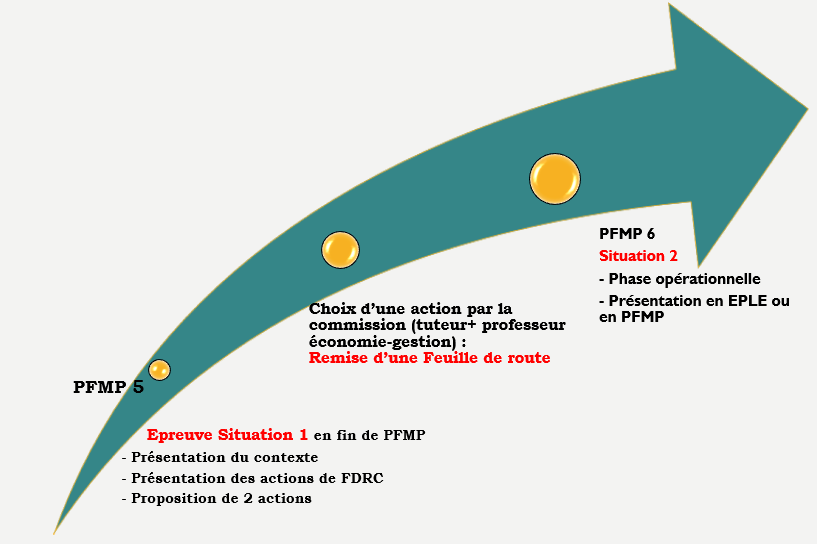 PFMP 5
Epreuve Situation 1 en fin de PFMP
- Présentation du contexte
- Présentation des actions de FDRC
- Proposition de 2 actions
Choix d’une action par la
commission (tuteur+ professeur
économie-gestion) :
Remise d’une Feuille de route
PFMP 6
Situation 2
- Phase opérationnelle
- Présentation en EPLE ou
en PFMP